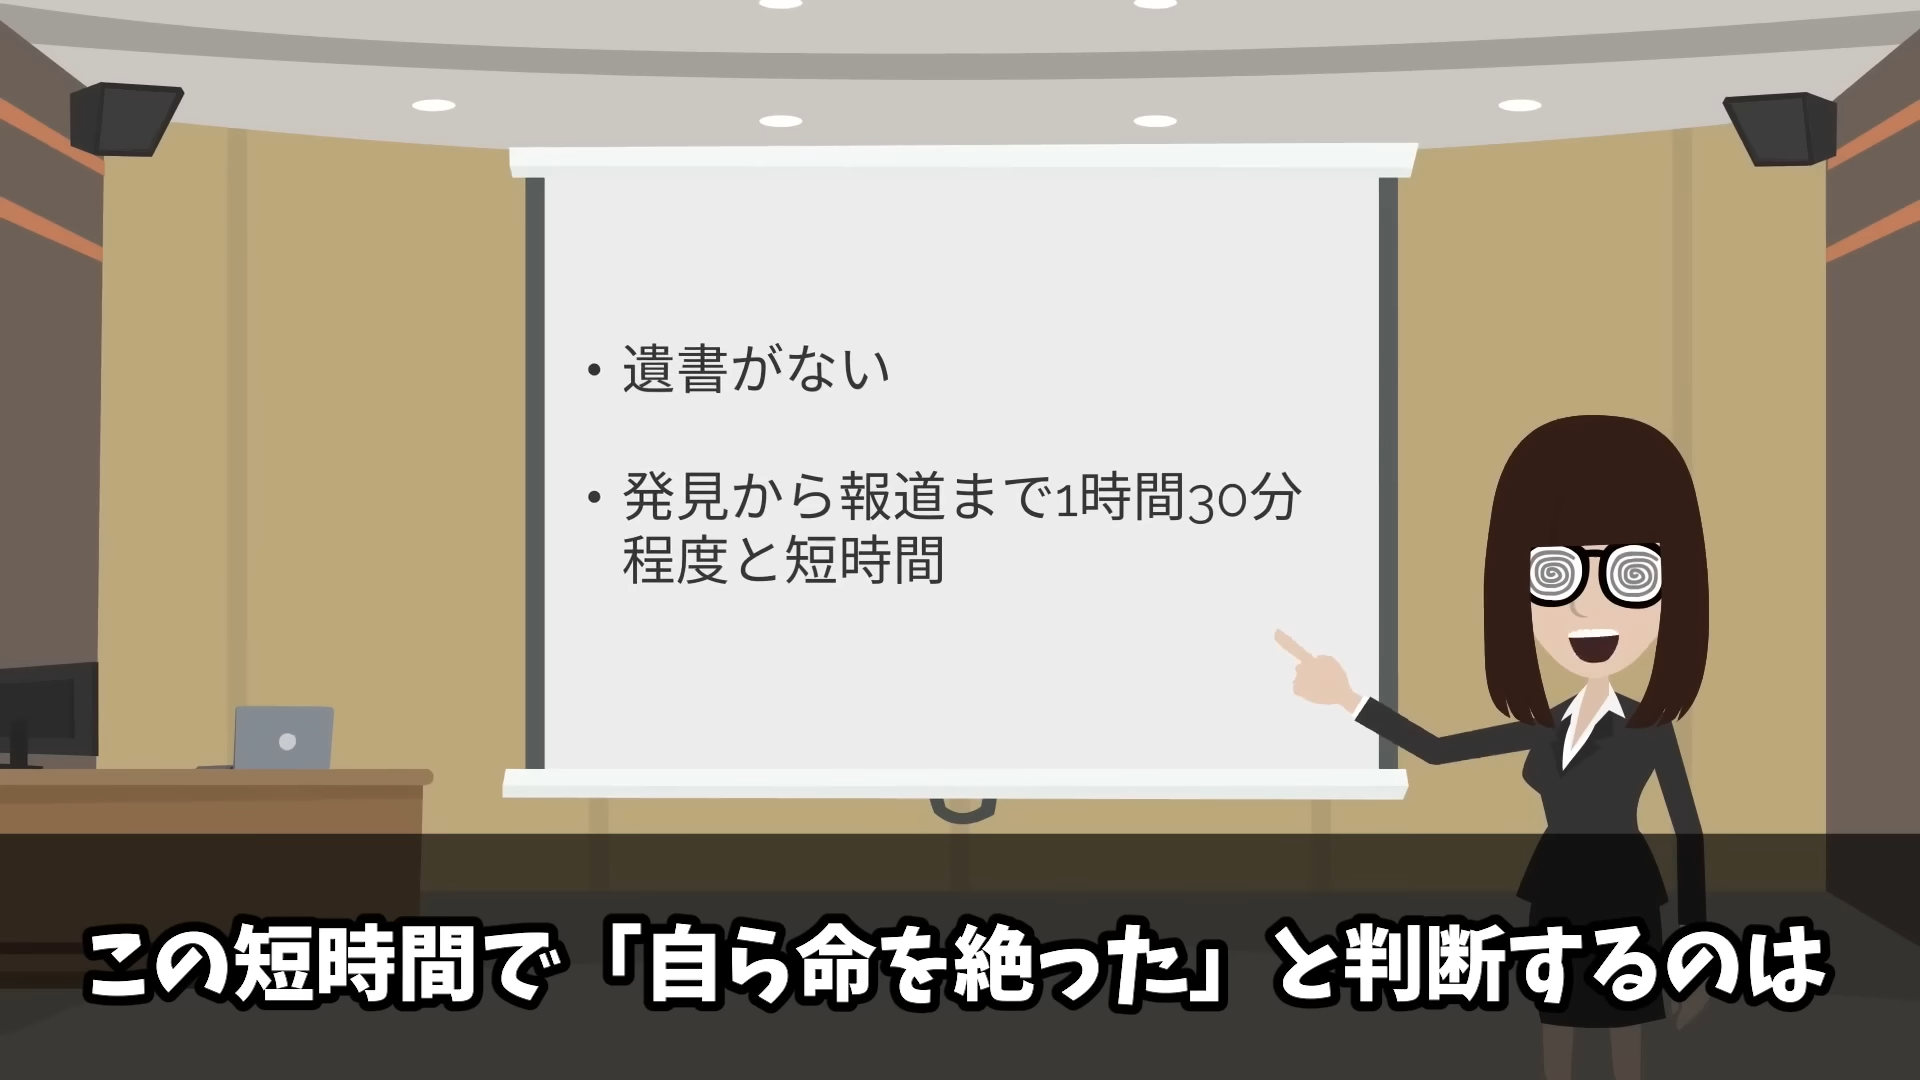 ・遺書がない
・発見から報道まで1時間30分
程度と短時間
この短時間で「自ら命を絶った」と判断するのは